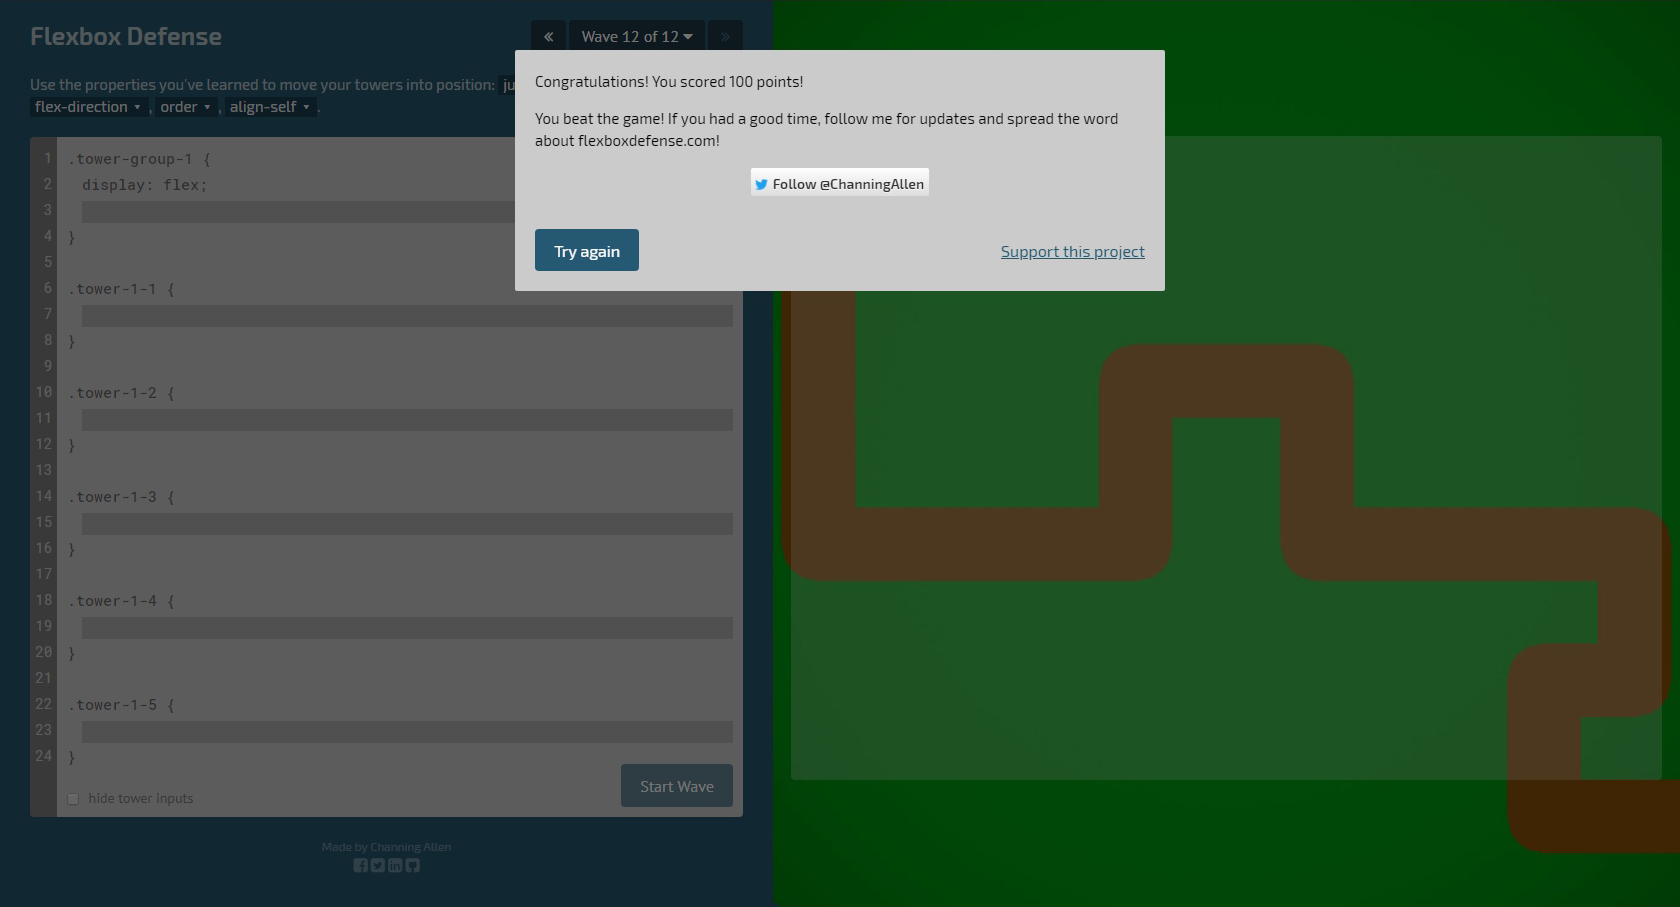 Flexbox Defense
« Wave 12 of 12 »
Use the properties you've learned to move your towers into position:
flex-direction , order , align-self .
Congratulations! You scored 100 points!
You beat the game! If you had a good time, follow me for updates and spread the word
about flexboxdefense.com!
Follow @ChanningAllen
Try again
Support this project
1 .tower-group-1 {
2 display: flex;
3
4 }
5
6 .tower-1-1 {
7
8 }
9
10 .tower-1-2 {
11
12 }
13
14 .tower-1-3 {
15
16 }
17
18 .tower-1-4 {
19
20 }
21
22 .tower-1-5 {
23
24 }
hide tower inputs
Start Wave
Made by Channing Allen